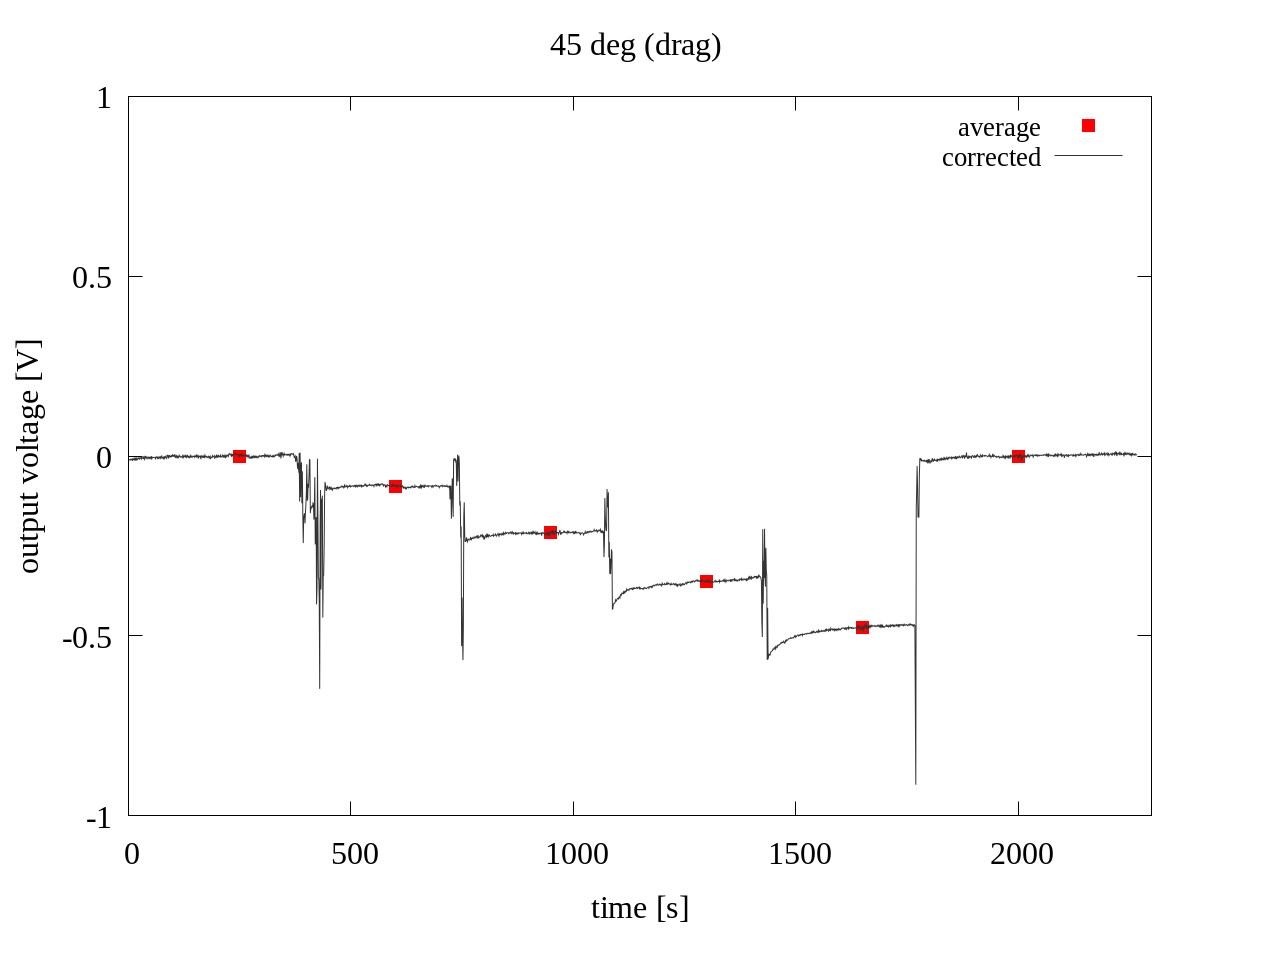 45 deg (drag)
average
corrected
1
0.5
0
-0.5
-1
output voltage [V]
0 500 1000 1500 2000
time [s]